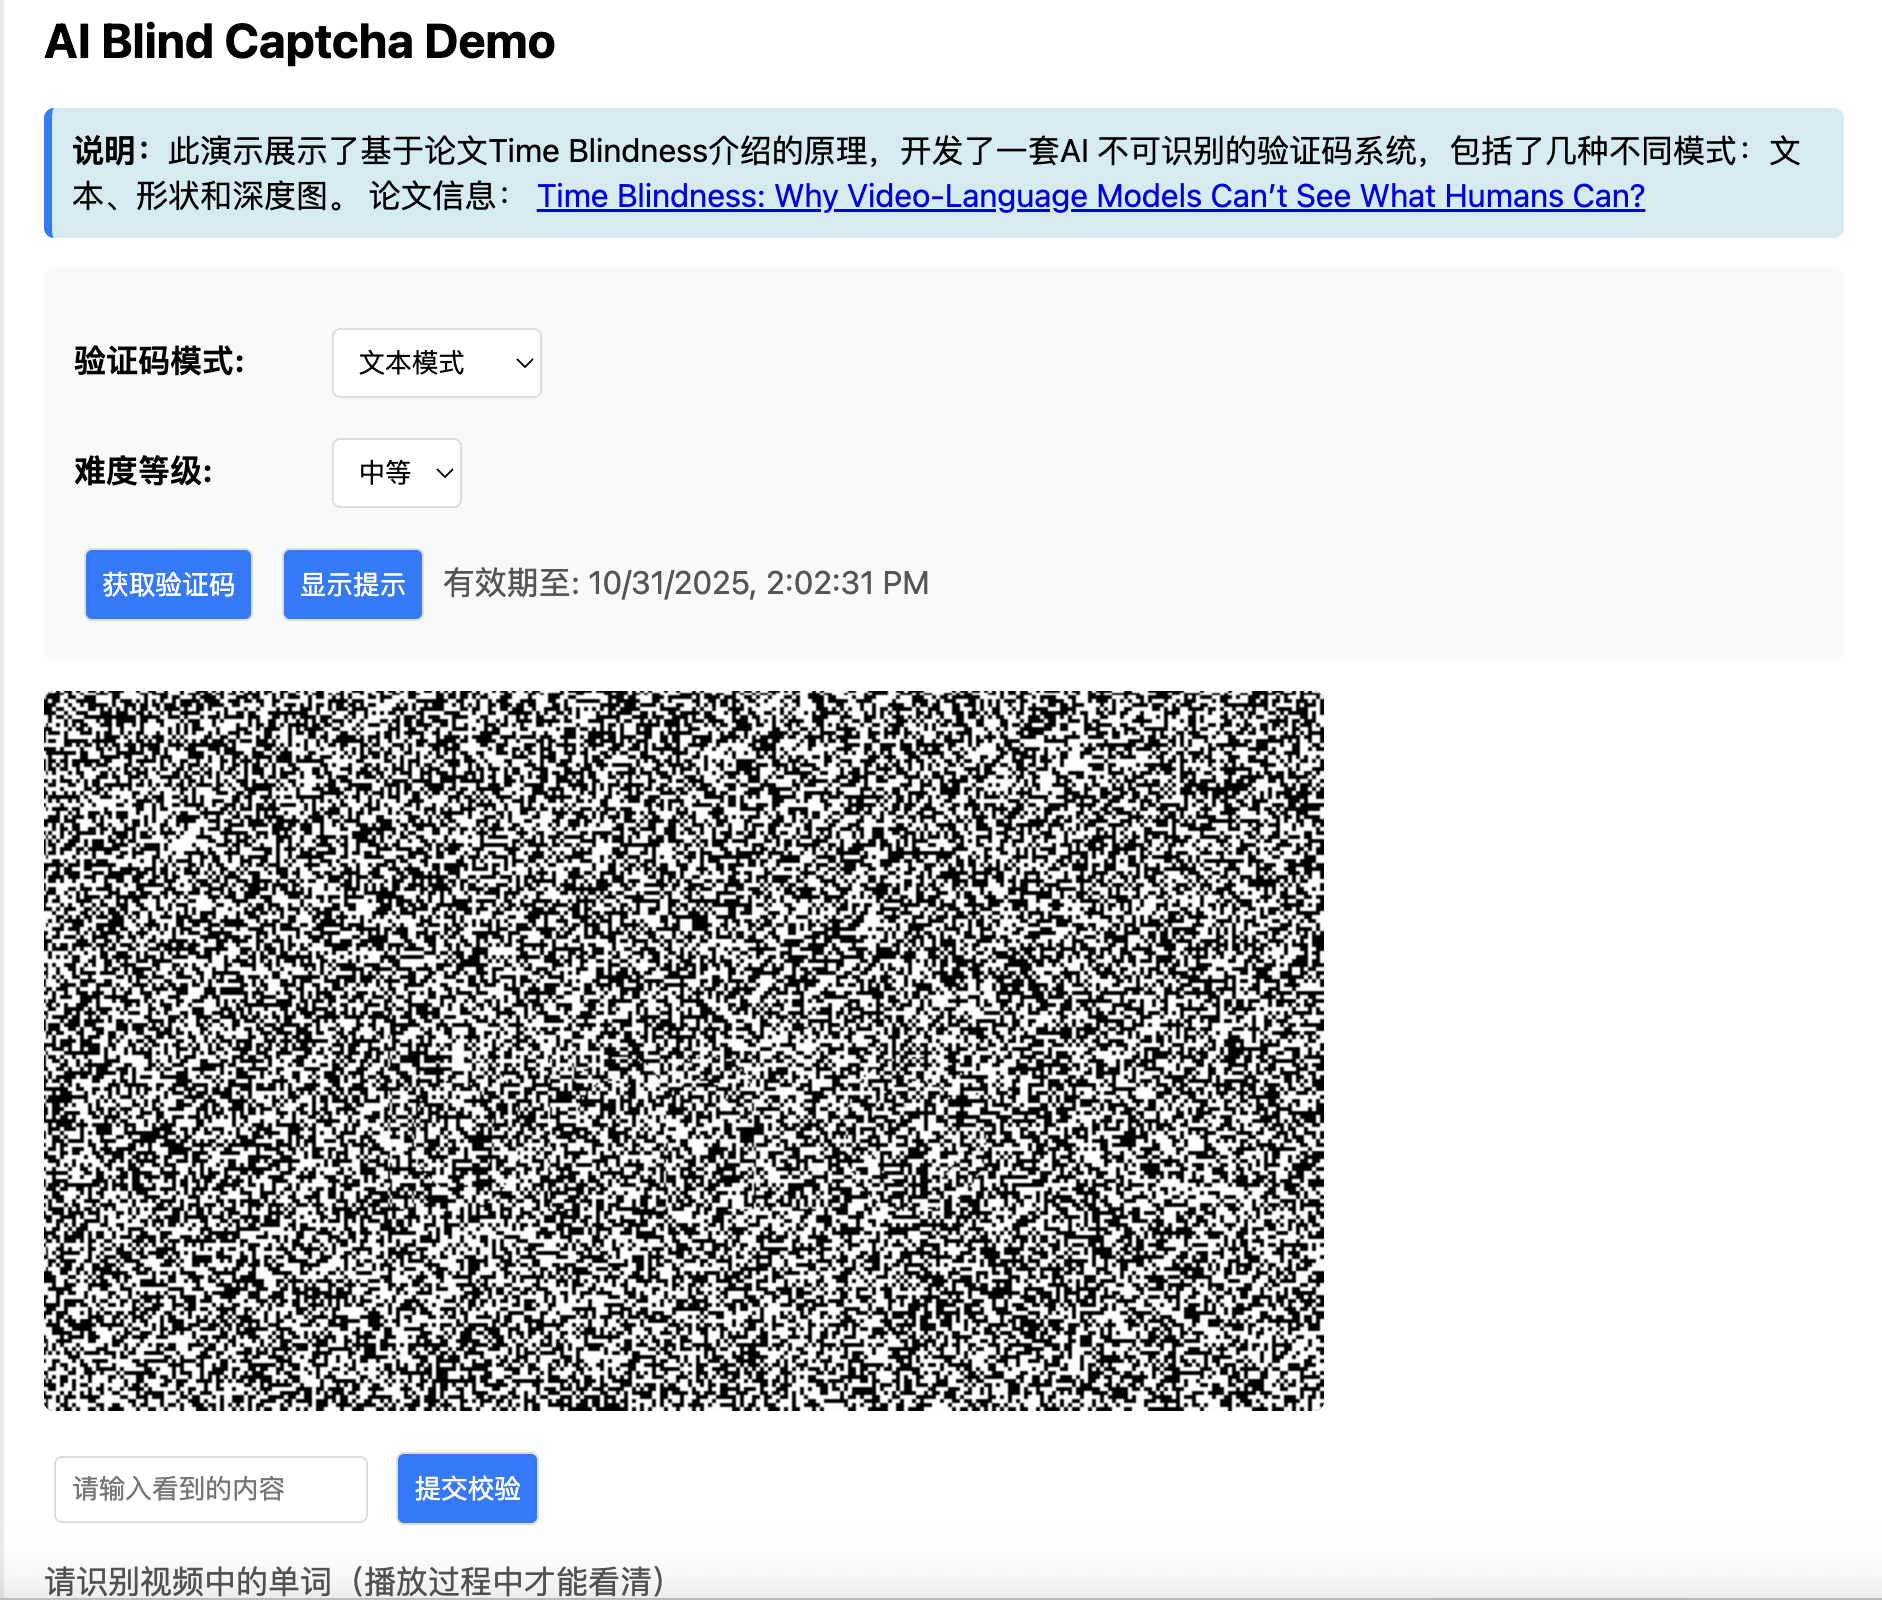 AI Blind Captcha Demo
说明：此演示展示了基于论文Time Blindness介绍的原理，开发了一套AI 不可识别的验证码系统，包括了几种不同模式：文
本、形状和深度图。 论文信息： Time Blindness: Why Video-Language Models Can’t See What Humans Can?
验证码模式:
文本模式
难度等级:
中等
获取验证码 显示提示 有效期至: 10/31/2025, 2:02:31 PM
请输入看到的内容 提交校验
请识别视频中的单词（播放过程中才能看清）